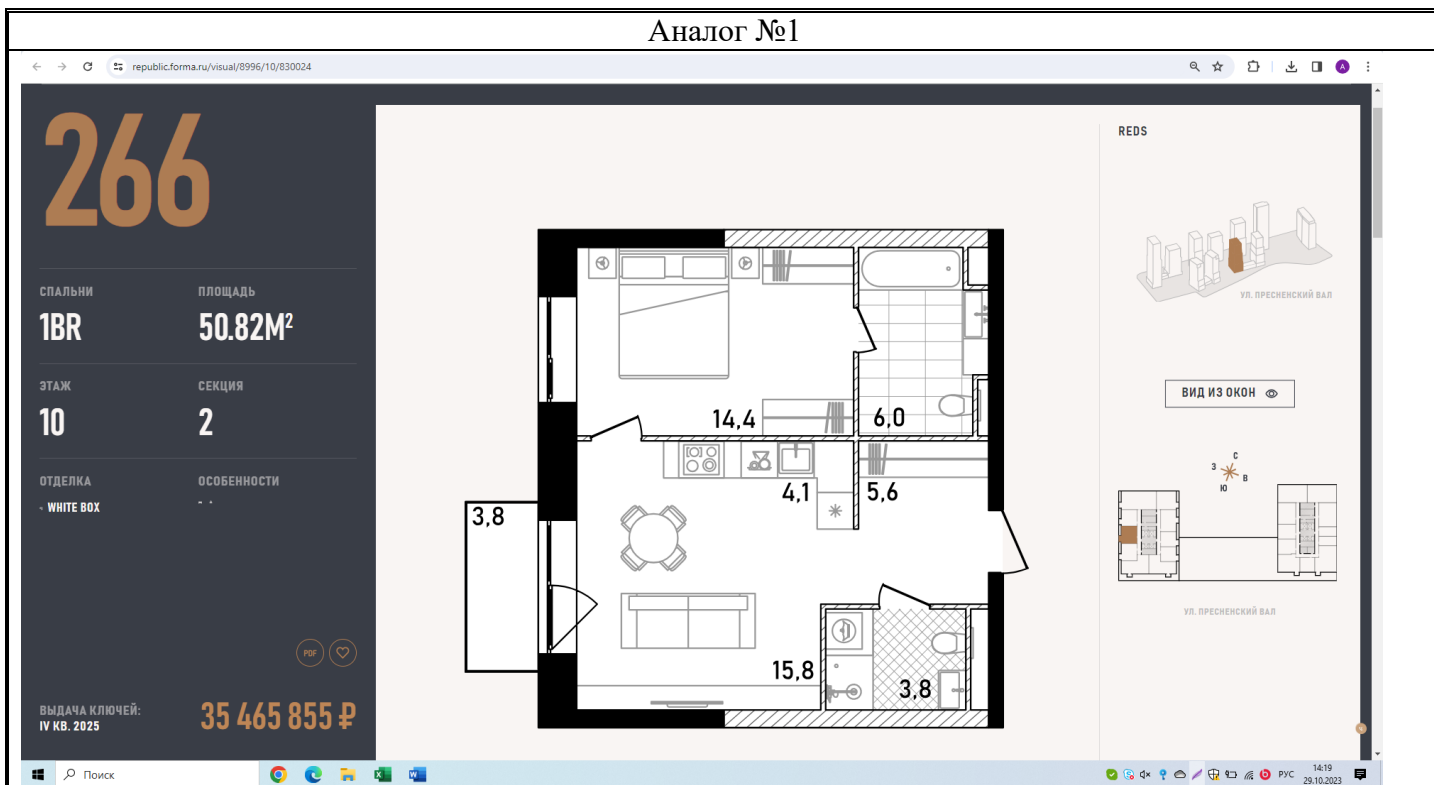 Аналог №1
republic.forma.ru/visual/8996/10/830024
266
СПАЛЬНИ
ПЛОЩАДЬ
1BR
50.82М²
ЭТАЖ
СЕКЦИЯ
10
2
ОТДЕЛКА
ОСОБЕННОСТИ
- WHITE BOX
- -
PDF
ВЫДАЧА КЛЮЧЕЙ:
IV КВ. 2025
35 465 855 ₽
14,4
6,0
4,1
5,6
3,8
15,8
3,8
REDS
УЛ. ПРЕСНЕНСКИЙ ВАЛ
ВИД ИЗ ОКОН
С
З
В
Ю
УЛ. ПРЕСНЕНСКИЙ ВАЛ
Поиск
РУС
14:19
29.10.2023